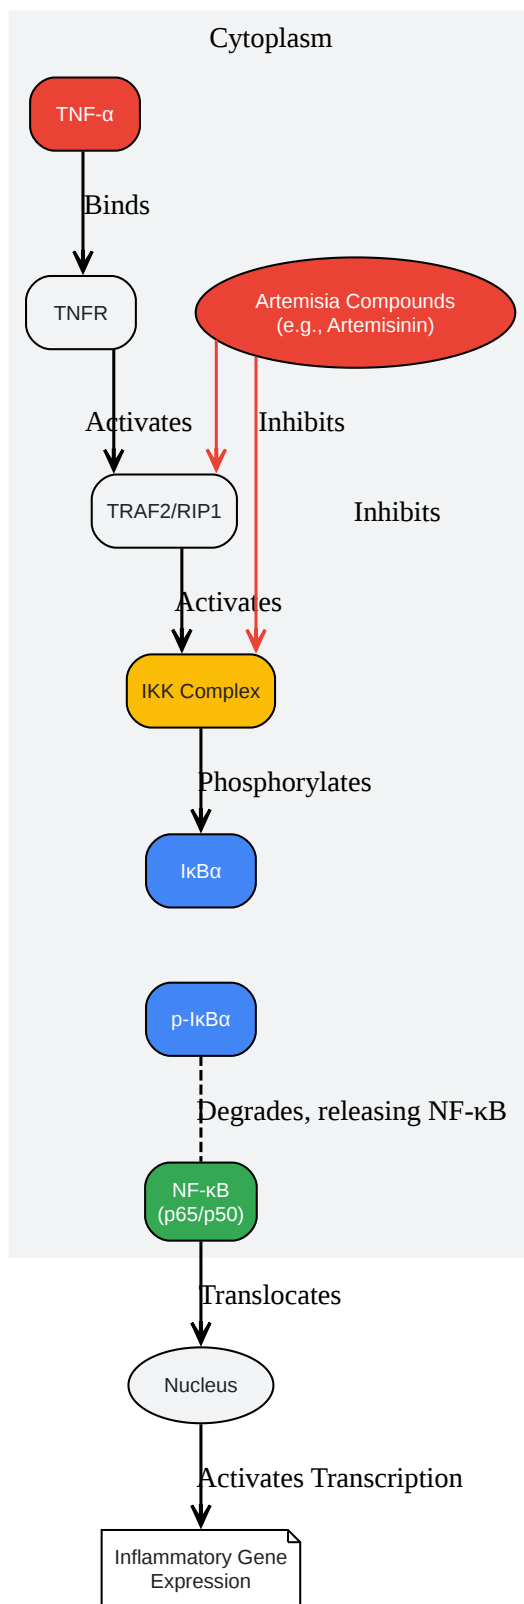 Cytoplasm
TNF-α
Binds
TNFR
Artemisia Compounds
(e.g., Artemisinin)
Activates
Inhibits
TRAF2/RIP1
Inhibits
Activates
IKK Complex
Phosphorylates
IκBα
p-IκBα
Degrades, releasing NF-κB
NF-κB
(p65/p50)
Translocates
Nucleus
Activates Transcription
Inflammatory Gene
Expression